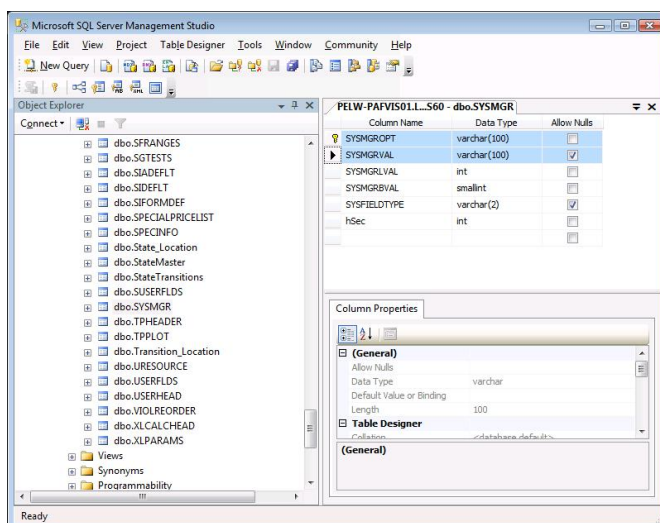 Microsoft SQL Server Management Studio
File Edit View Project Table Designer Tools Window Community Help
New Query
Object Explorer
Connect
dbo.SFRANGES
dbo.SGTESTS
dbo.SIADEFLT
dbo.SIDEFLT
dbo.SIFORMDEF
dbo.SPECIALPRICELIST
dbo.SPECINFO
dbo.State_Location
dbo.StateMaster
dbo.StateTransitions
dbo.SUSERFLDS
dbo.SYSMGR
dbo.TPHEADER
dbo.TPPLOT
dbo.Transition_Location
dbo.URESOURCE
dbo.USERFLDS
dbo.USERHEAD
dbo.VIOLREORDER
dbo.XLCALCHEAD
dbo.XLPARAMS
Views
Synonyms
Programmability
PELW-PAFVIS01.L...S60 - dbo.SYSMGR
Column Name Data Type Allow Nulls
SYSMGROPT varchar(100)
SYSMGRVAL varchar(100)
SYSMGRLVAL int
SYSMGRBVAL smallint
SYSFIELDTYPE varchar(2)
hSec int
Column Properties
(General)
Allow Nulls
Data Type varchar
Default Value or Binding
Length 100
Table Designer
Collation <database default>
(General)
Ready